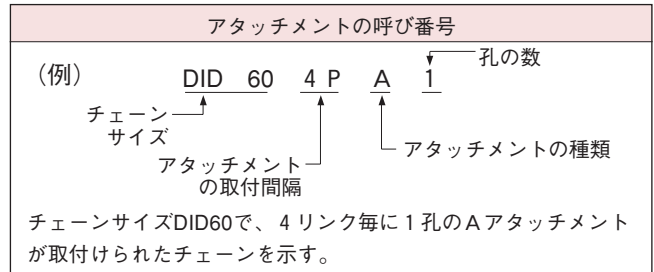 アタッチメントの呼び番号
孔の数
(例) DID 60 4 P A 1
チェーン
サイズ
アタッチメントの種類
アタッチメント
の取付間隔
チェーンサイズDID60で、4リンク毎に1孔のAアタッチメント
が取付けられたチェーンを示す。